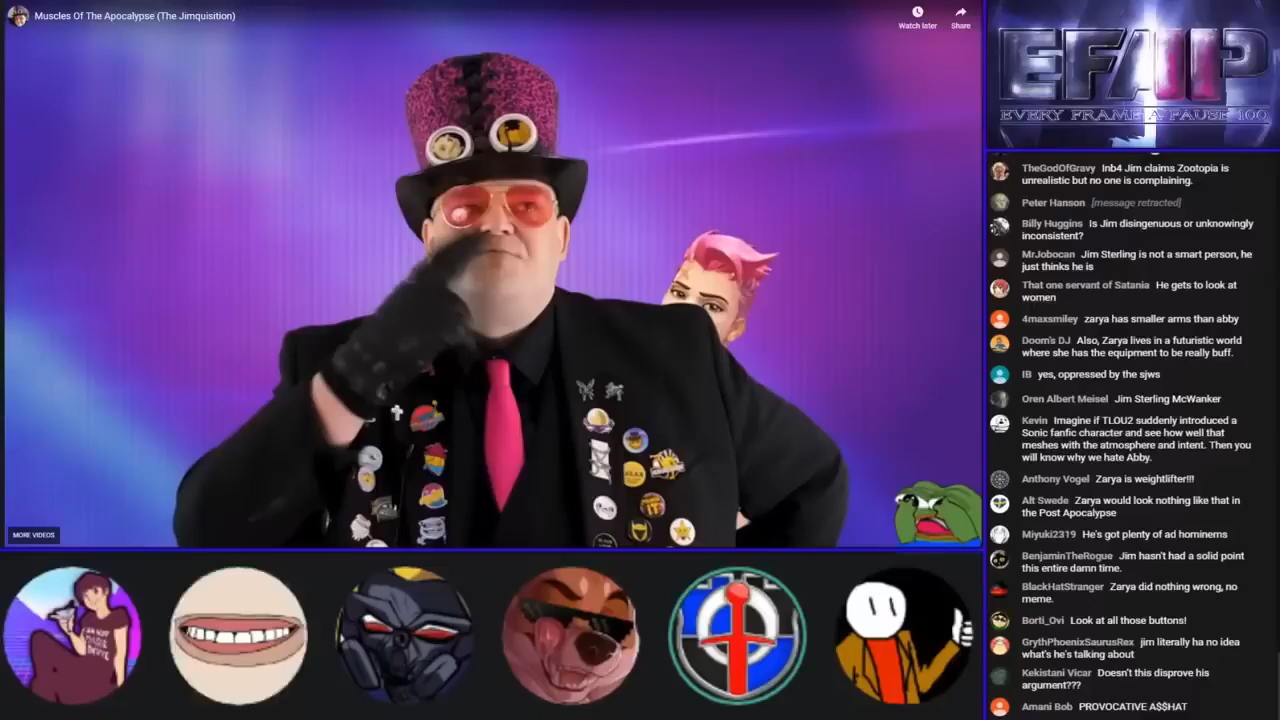 Muscles Of The Apocalypse (The Jimquisition)
Watch later
Share
EFAP
EVERY FRAME A PAUSE 100
TheGodOfGravy Inb4 Jim claims Zootopia is
unrealistic but no one is complaining.
Peter Hanson [message retracted]
Billy Huggins Is Jim disingenuous or unknowingly
inconsistent?
MrJobocan Jim Sterling is not a smart person, he
just thinks he is
That one servant of Satania He gets to look at
women
4maxsmiley zarya has smaller arms than abby
Doom's DJ Also, Zarya lives in a futuristic world
where she has the equipment to be really buff.
IB yes, oppressed by the sjws
Oren Albert Meisel Jim Sterling McWanker
Kevin Imagine if TLOU2 suddenly introduced a
Sonic fanfic character and see how well that
meshes with the atmosphere and intent. Then you
will know why we hate Abby.
Anthony Vogel Zarya is weightlifter!!!
Alt Swede Zarya would look nothing like that in
the Post Apocalypse
Miyuki2319 He's got plenty of ad hominems
BenjaminTheRogue Jim hasn't had a solid point
this entire damn time.
BlackHatStranger Zarya did nothing wrong, no
meme.
Borti_Ovi Look at all those buttons!
GrythPhoenixSaurusRex jim literally ha no idea
what's he's talking about
Kekistani Vicar Doesn't this disprove his
argument???
Amani Bob PROVOCATIVE A$$HAT
MORE VIDEOS